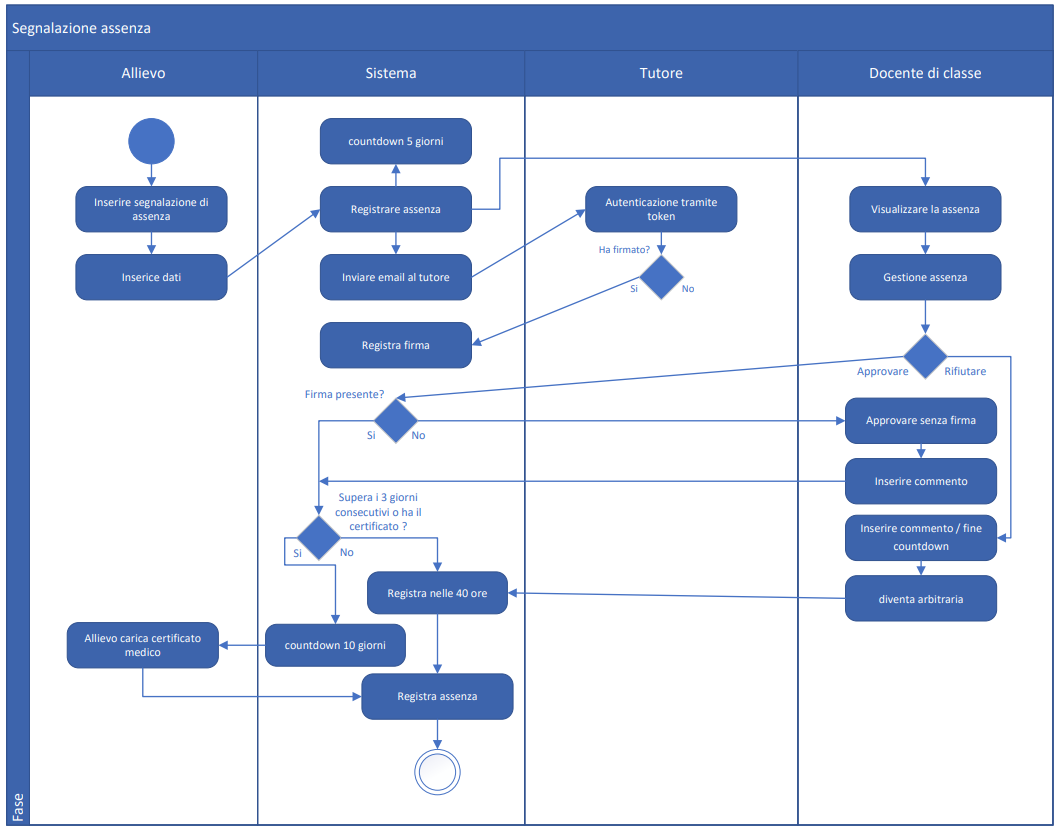 Segnalazione assenza
Allievo
Sistema
Tutore
Docente di classe
Fase
countdown 5 giorni
Inserire segnalazione di
assenza
Registrare assenza
Autenticazione tramite
token
Visualizzare la assenza
Ha firmato?
Inserice dati
Inviare email al tutore
Si
No
Gestione assenza
Registra firma
Approvare
Rifiutare
Firma presente?
Si
No
Approvare senza firma
Inserire commento
Supera i 3 giorni
consecutivi o ha il
certificato ?
Si
No
Inserire commento / fine
countdown
Registra nelle 40 ore
diventa arbitraria
Allievo carica certificato
medico
countdown 10 giorni
Registra assenza